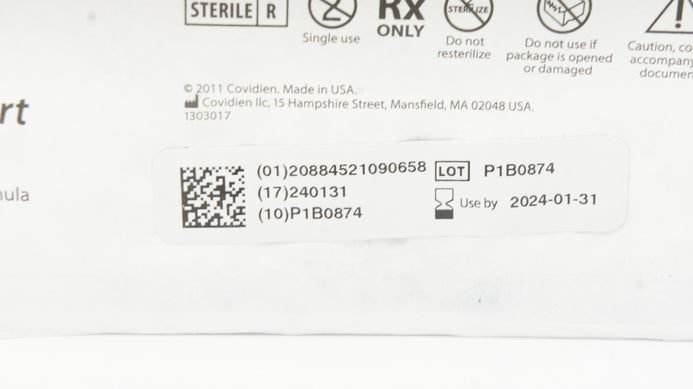 STERILE R
2
Single use
RX
ONLY
STERILIZE
Do not
resterilize
Do not use if
package is opened
or damaged
Caution, co
accompany
documen
rt
© 2011 Covidien. Made in USA.
Covidien llc, 15 Hampshire Street, Mansfield, MA 02048 USA.
1303017
nula
(01)20884521090658
(17)240131
(10)P1B0874
LOT P1B0874
Use by 2024-01-31